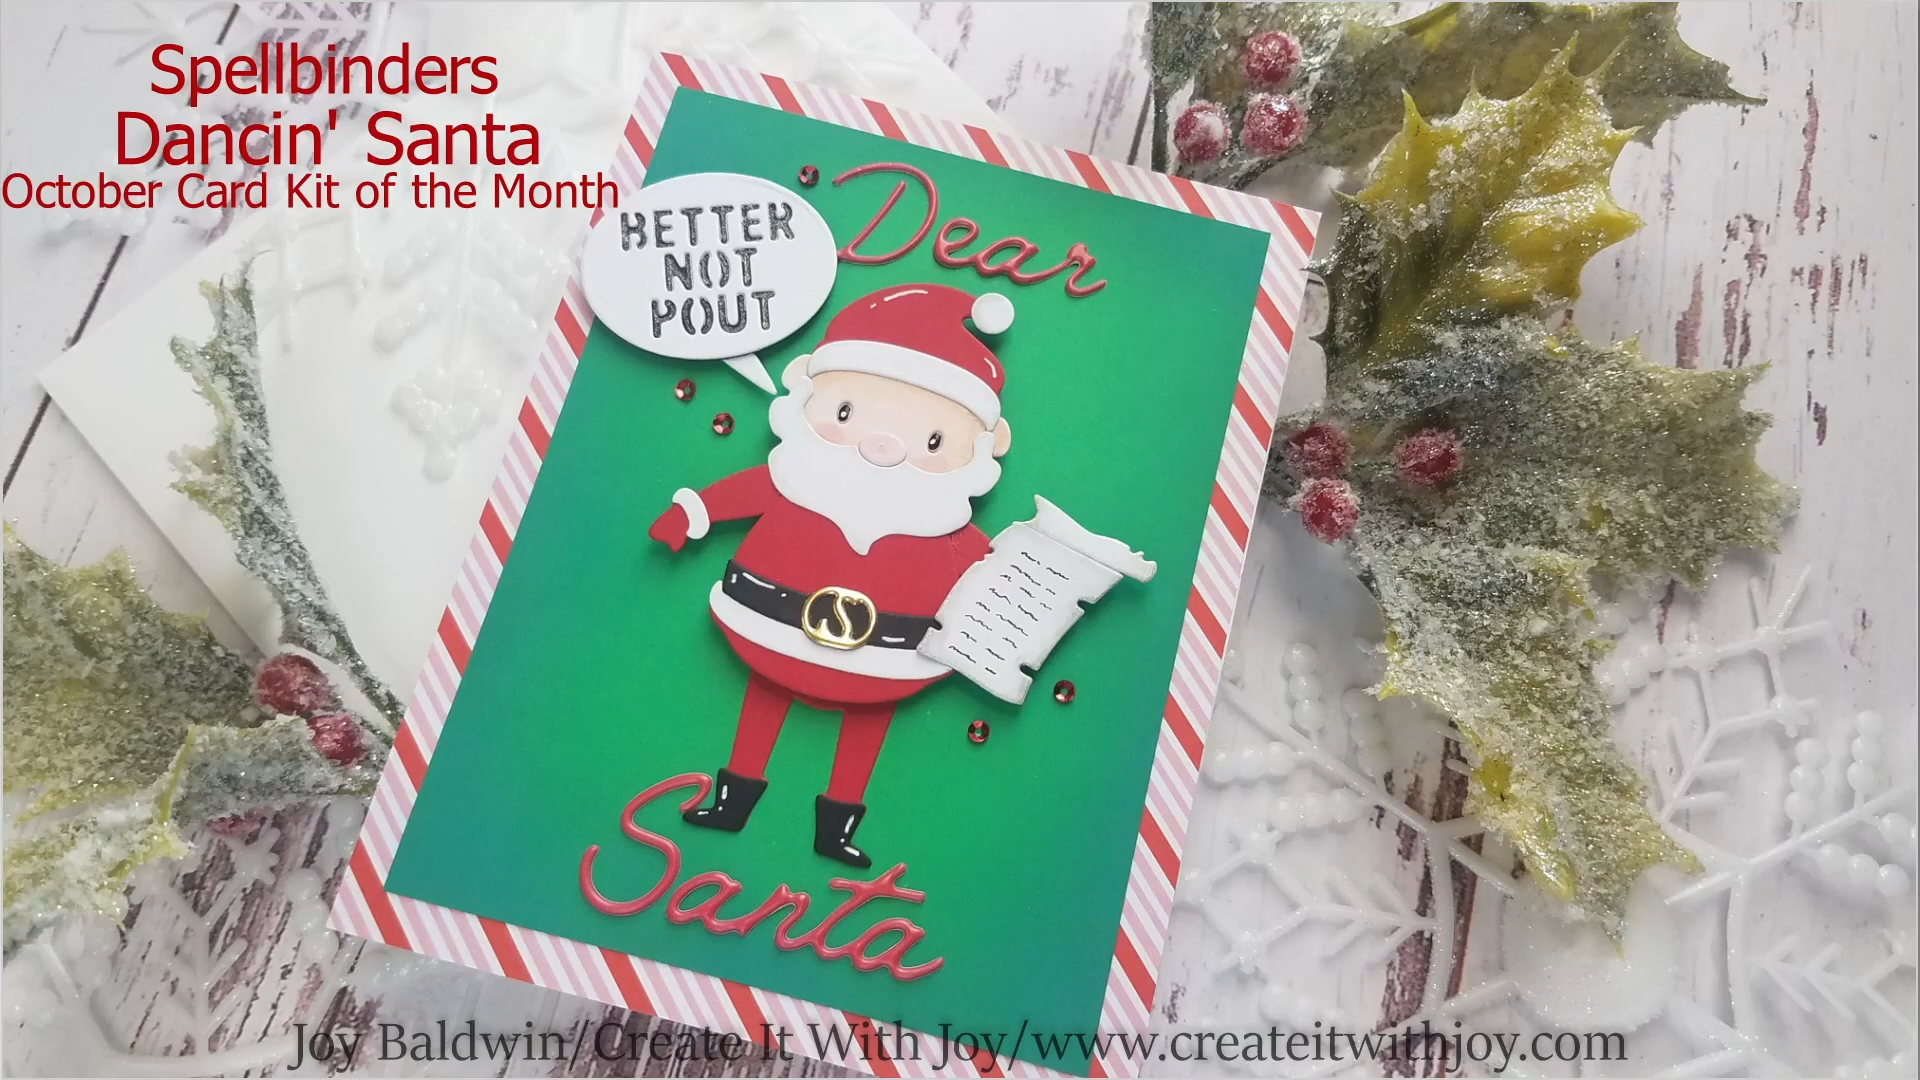 Spellbinders
Dancin' Santa
October Card Kit of the Month
Dear
BETTER
NOT
POUT
S
Santa
Joy Baldwin/Create It With Joy/www.createitwithjoy.com